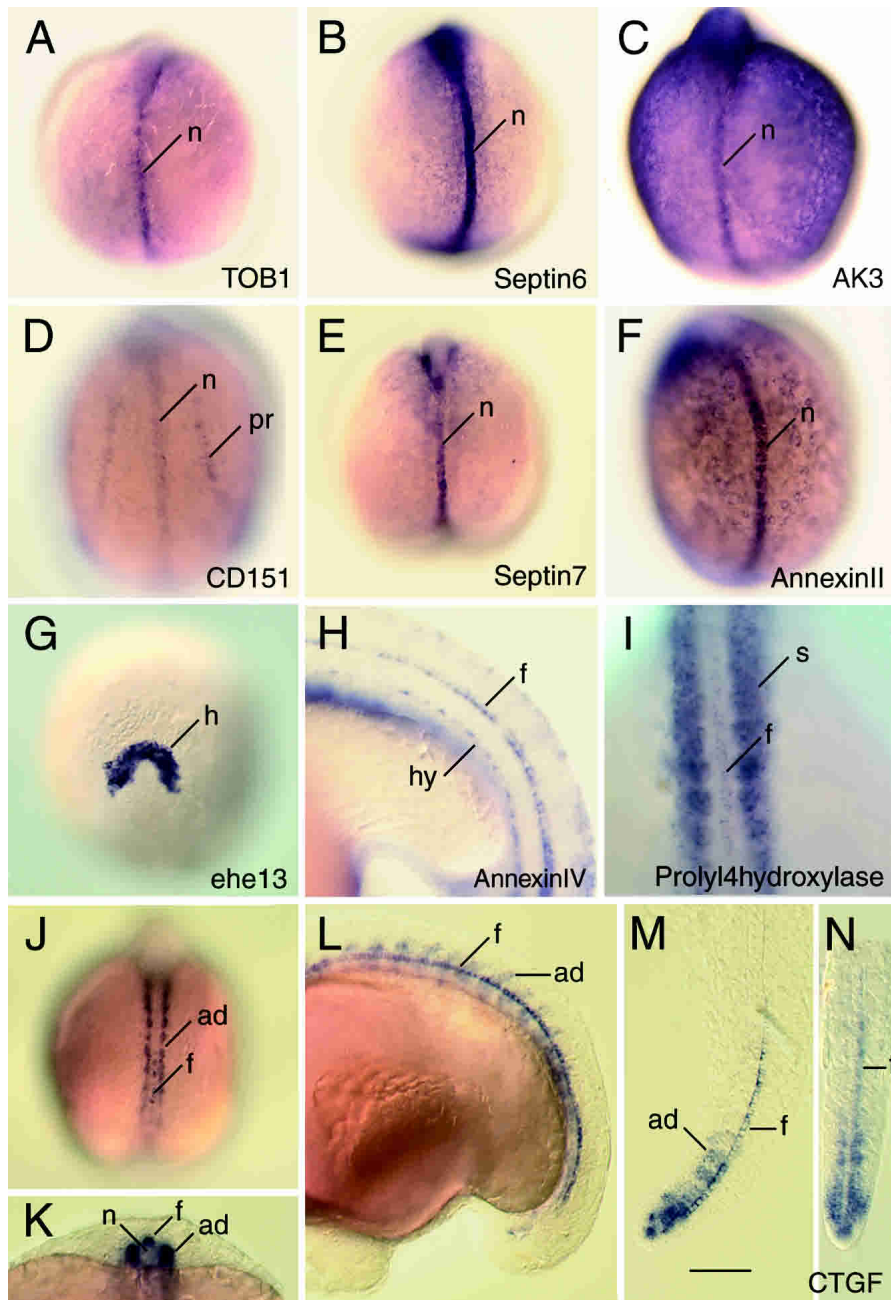 A
B
C
n
n
n
TOB1
Septin6
AK3
D
E
F
n
pr
n
n
CD151
Septin7
AnnexinII
G
H
I
h
f
hy
s
f
ehe13
AnnexinIV
Prolyl4hydroxylase
J
L
M
N
ad
f
f
ad
ad
f
K
n
f
ad
CTGF